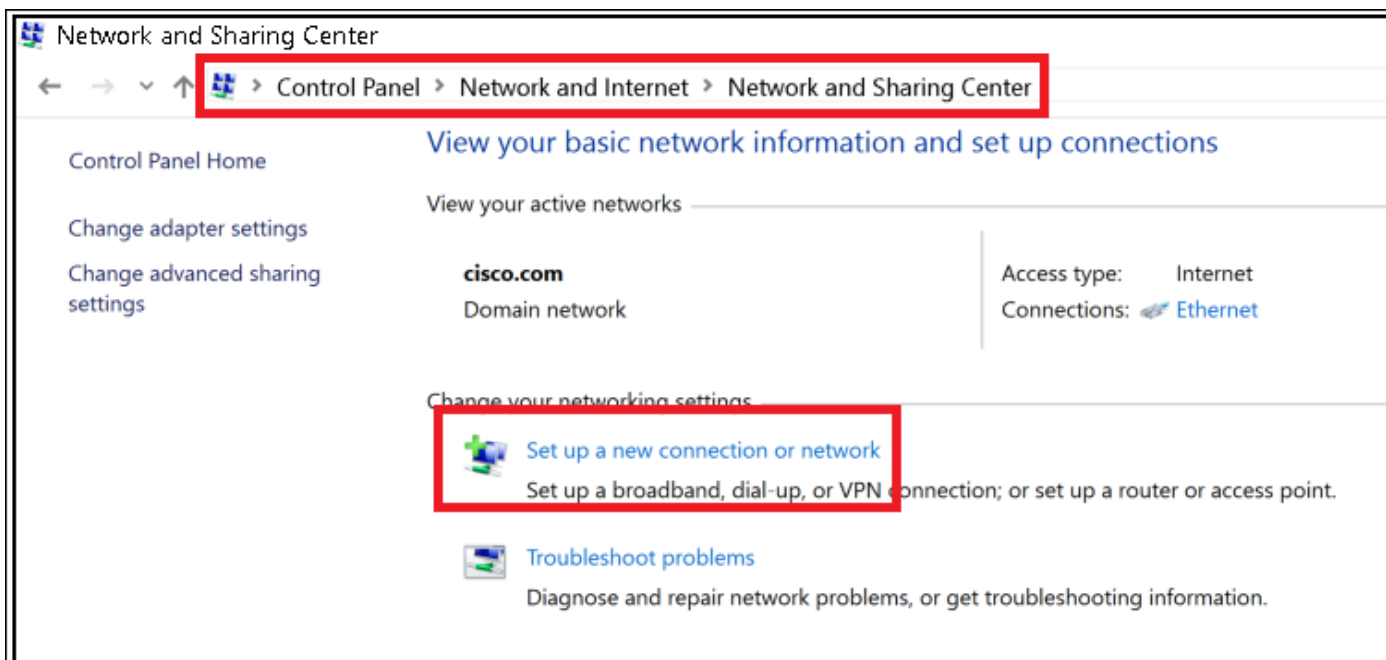 Network and Sharing Center
Control Panel > Network and Internet > Network and Sharing Center
Control Panel Home
Change adapter settings
Change advanced sharing
settings
View your basic network information and set up connections
View your active networks
cisco.com
Domain network
Access type: Internet
Connections: Ethernet
Change your networking settings
Set up a new connection or network
Set up a broadband, dial-up, or VPN connection; or set up a router or access point.
Troubleshoot problems
Diagnose and repair network problems, or get troubleshooting information.